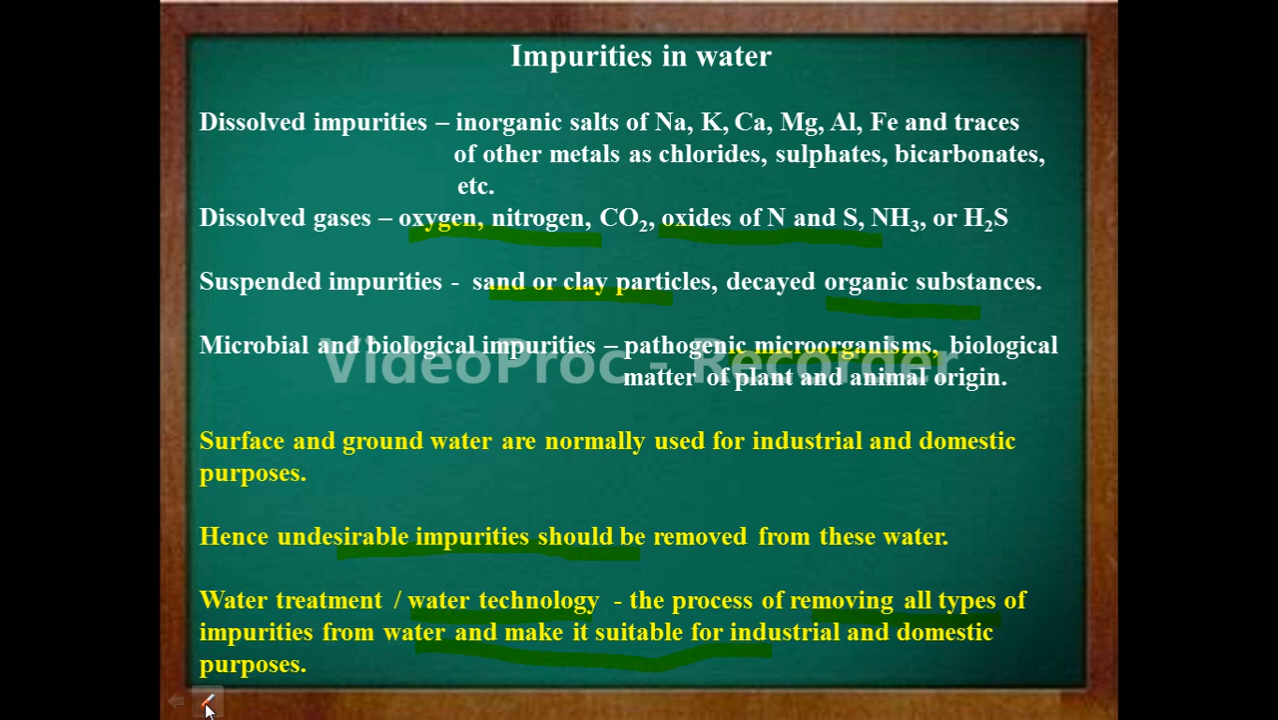 Impurities in water
Dissolved impurities – inorganic salts of Na, K, Ca, Mg, Al, Fe and traces
of other metals as chlorides, sulphates, bicarbonates,
etc.
Dissolved gases – oxygen, nitrogen, CO₂, oxides of N and S, NH₃, or H₂S
Suspended impurities - sand or clay particles, decayed organic substances.
Microbial and biological impurities – pathogenic microorganisms, biological
VideoProc - Recorder
matter of plant and animal origin.
Surface and ground water are normally used for industrial and domestic
purposes.
Hence undesirable impurities should be removed from these water.
Water treatment / water technology - the process of removing all types of
impurities from water and make it suitable for industrial and domestic
purposes.